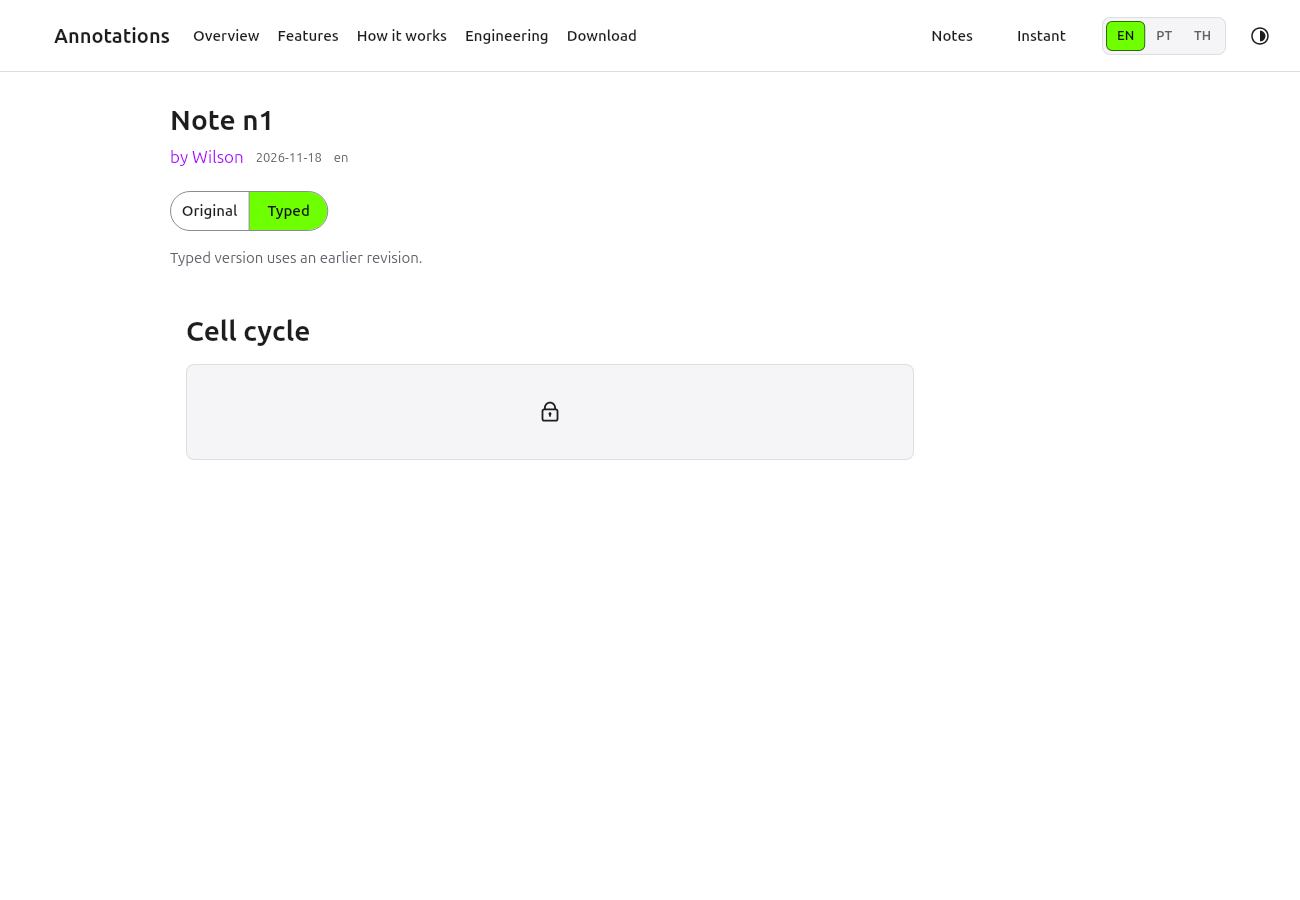 Annotations Overview Features How it works Engineering Download Notes Instant EN PT TH
Note n1
by Wilson 2026-11-18 en
Original Typed
Typed version uses an earlier revision.
Cell cycle